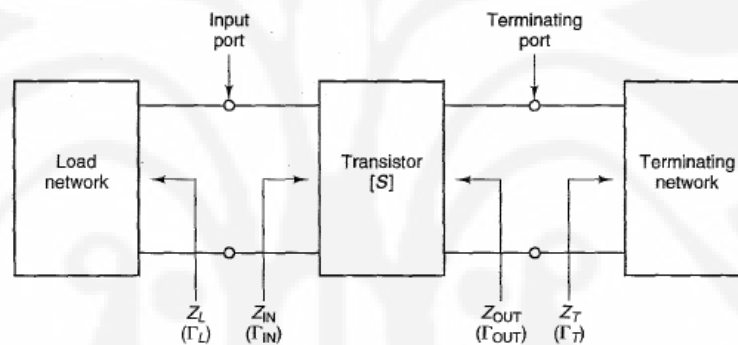 Input
port
Terminating
port
Load
network
Transistor
[S]
Terminating
network
Z_L
(Γ_L)
Z_IN
(Γ_IN)
Z_OUT
(Γ_OUT)
Z_T
(Γ_T)